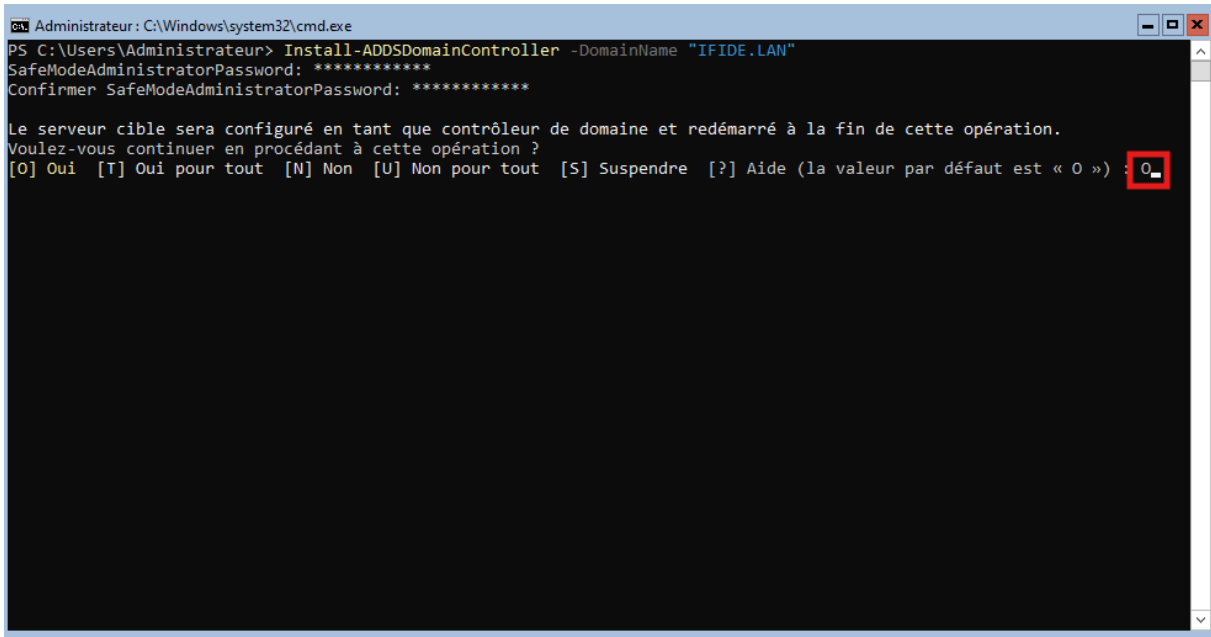 Administrateur : C:\Windows\system32\cmd.exe
PS C:\Users\Administrateur> Install-ADDSDomainController -DomainName "IFIDE.LAN"
SafeModeAdministratorPassword: ************
Confirmer SafeModeAdministratorPassword: ************
Le serveur cible sera configuré en tant que contrôleur de domaine et redémarré à la fin de cette opération.
Voulez-vous continuer en procédant à cette opération ?
[O] Oui  [T] Oui pour tout  [N] Non  [U] Non pour tout  [S] Suspendre  [?] Aide (la valeur par défaut est « O ») : O